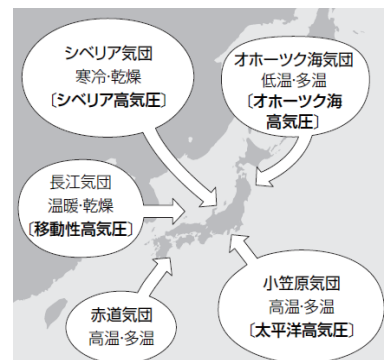 シベリア気団
寒冷·乾燥
〔シベリア高気圧〕
オホーツク海気団
低温·多温
〔オホーツク海
高気圧〕
長江気団
温暖·乾燥
〔移動性高気圧〕
赤道気団
高温·多温
小笠原気団
高温·多温
〔太平洋高気圧〕